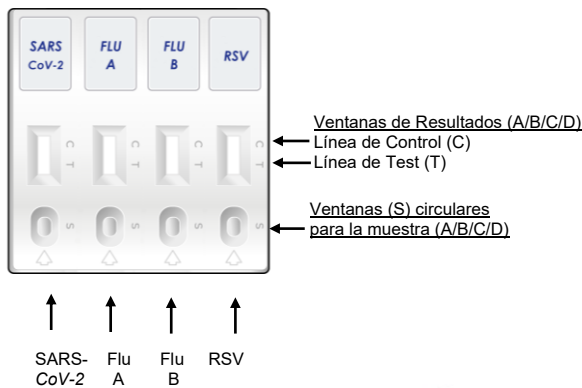 SARS FLU FLU RSV
CoV-2 A B
Ventanas de Resultados (A/B/C/D)
C C C C Línea de Control (C)
T T T T Línea de Test (T)
Ventanas (S) circulares
S S S S para la muestra (A/B/C/D)
SARS- Flu Flu RSV
CoV-2 A B